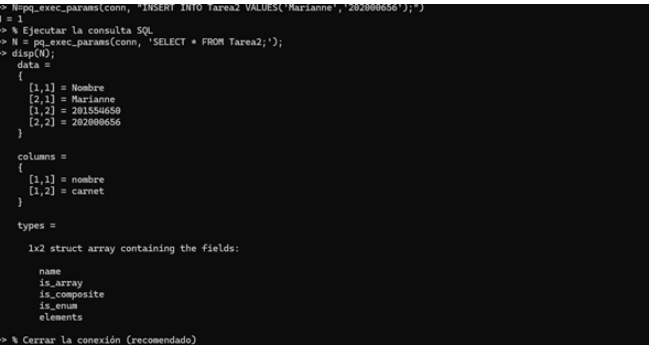 >> N=pq_exec_params(conn, "INSERT INTO Tarea2 VALUES('Marianne','202000656');")
N = 1
>> % Ejecutar la consulta SQL
>> N = pq_exec_params(conn, 'SELECT * FROM Tarea2;');
>> disp(N);
data =
{
[1,1] = Nombre
[2,1] = Marianne
[1,2] = 201554650
[2,2] = 202000656
}
columns =
{
[1,1] = nombre
[1,2] = carnet
}
types =
1x2 struct array containing the fields:
name
is_array
is_composite
is_enum
elements
>> % Cerrar la conexión (recomendado)